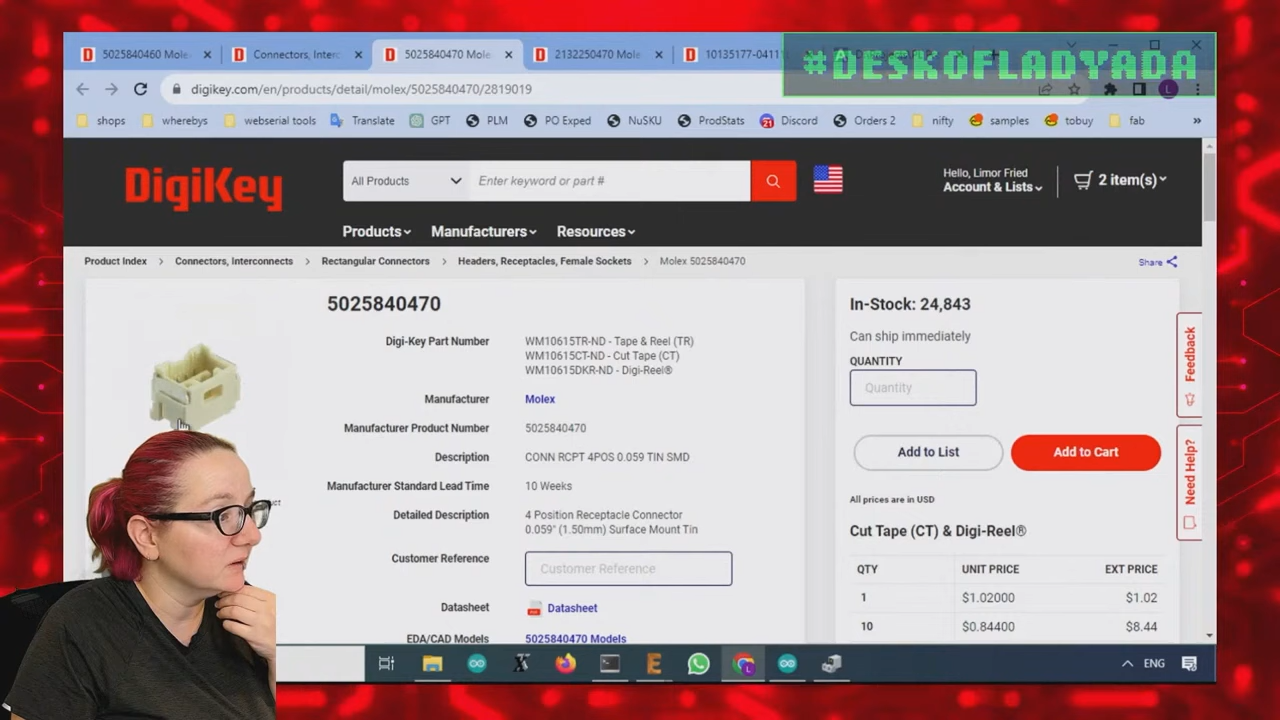 5025840460 Mole
Connectors, Interc
5025840470 Mole
2132250470 Mole
10135177-0411
#DESKOFLADYADA
digikey.com/en/products/detail/molex/5025840470/2819019
L
shops
wherebys
webserial tools
Translate
GPT
PLM
PO Exped
Nu$KU
ProdStats
21
Discord
Orders 2
nifty
samples
tobuy
fab
»
DigiKey
All Products
Enter keyword or part #
Hello, Limor Fried
Account & Lists
2 item(s)
Products
Manufacturers
Resources
Product Index > Connectors, Interconnects > Rectangular Connectors > Headers, Receptacles, Female Sockets > Molex 5025840470
Share
5025840470
Digi-Key Part Number
WM10615TR-ND - Tape & Reel (TR)
WM10615CT-ND - Cut Tape (CT)
WM10615DKR-ND - Digi-Reel®
Manufacturer
Molex
Manufacturer Product Number
5025840470
Description
CONN RCPT 4POS 0.059 TIN SMD
Manufacturer Standard Lead Time
10 Weeks
Detailed Description
4 Position Receptacle Connector
0.059" (1.50mm) Surface Mount Tin
Customer Reference
Customer Reference
Datasheet
Datasheet
EDA/CAD Models
5025840470 Models
In-Stock: 24,843
Can ship immediately
QUANTITY
Quantity
Add to List
Add to Cart
All prices are in USD
Cut Tape (CT) & Digi-Reel®
QTY UNIT PRICE EXT PRICE
1 $1.02000 $1.02
10 $0.84400 $8.44
Feedback
Need Help?
ENG